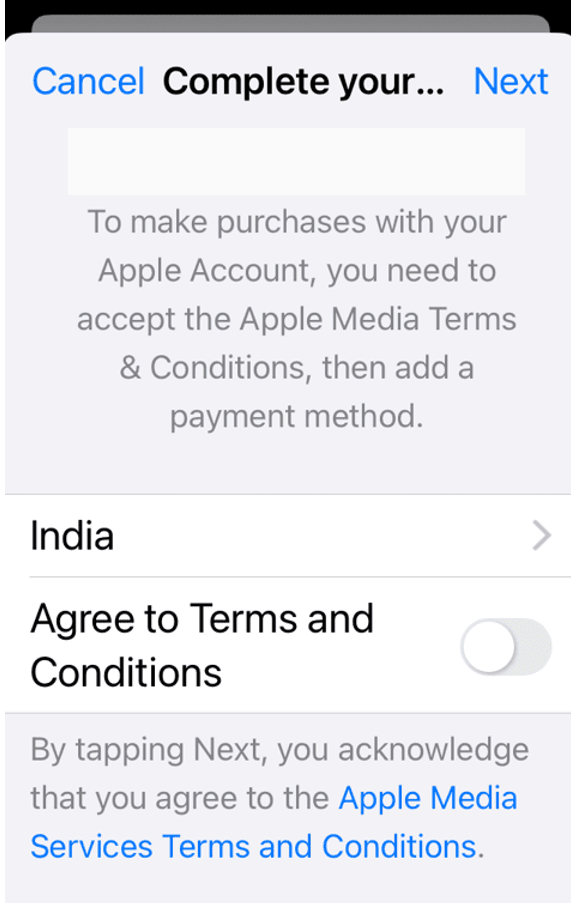 Cancel Complete your... Next
To make purchases with your
Apple Account, you need to
accept the Apple Media Terms
& Conditions, then add a
payment method.
India
Agree to Terms and
Conditions
By tapping Next, you acknowledge
that you agree to the Apple Media
Services Terms and Conditions.